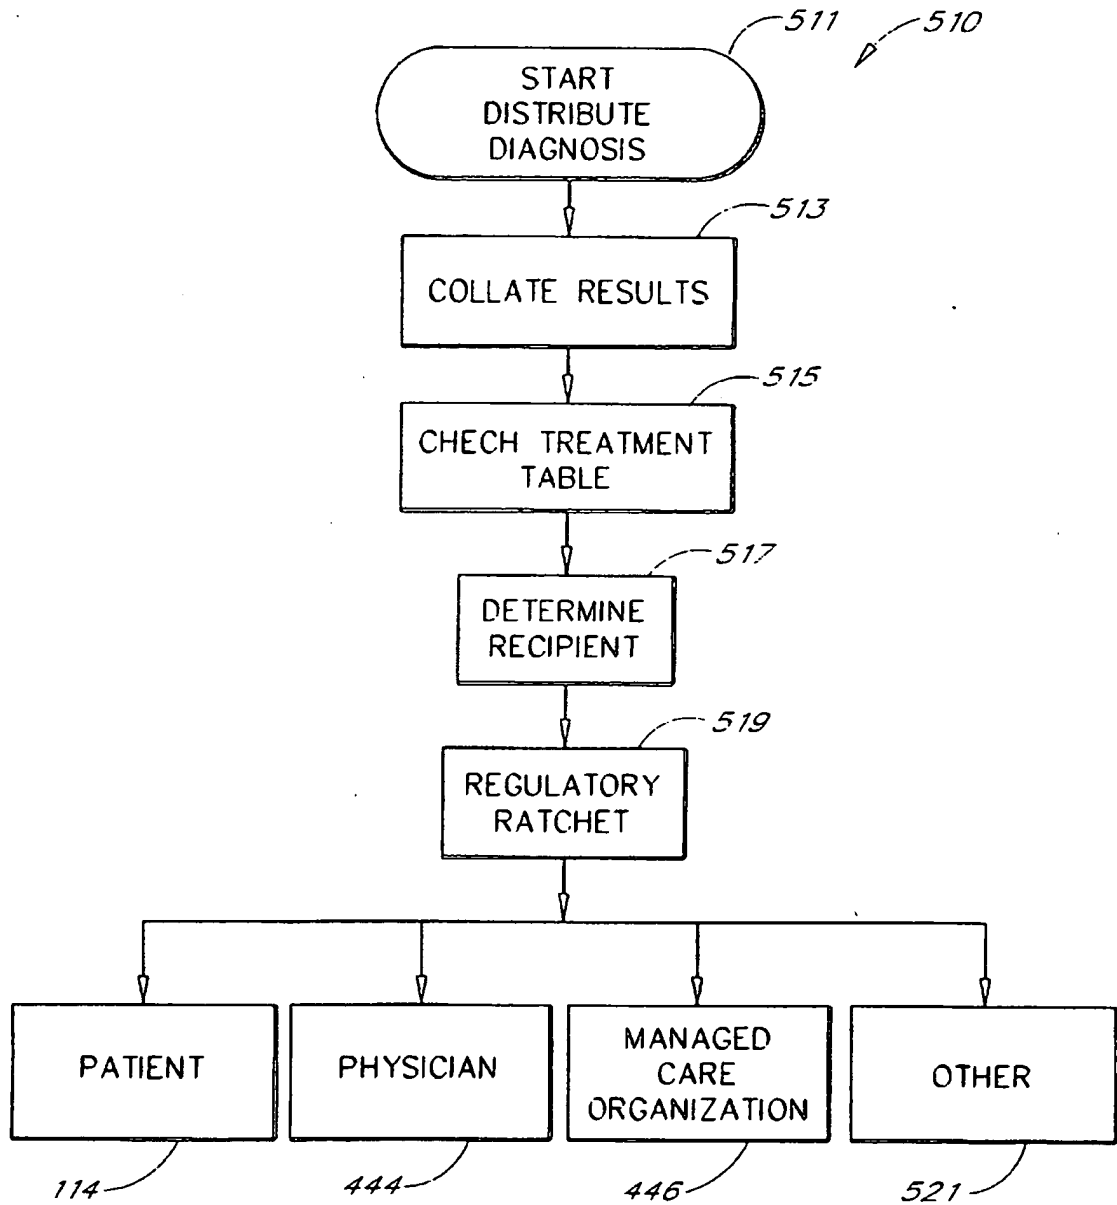 511
510
START
DISTRIBUTE
DIAGNOSIS
513
COLLATE RESULTS
515
CHECH TREATMENT
TABLE
517
DETERMINE
RECIPIENT
519
REGULATORY
RATCHET
PATIENT
PHYSICIAN
MANAGED
CARE
ORGANIZATION
OTHER
114
444
446
521